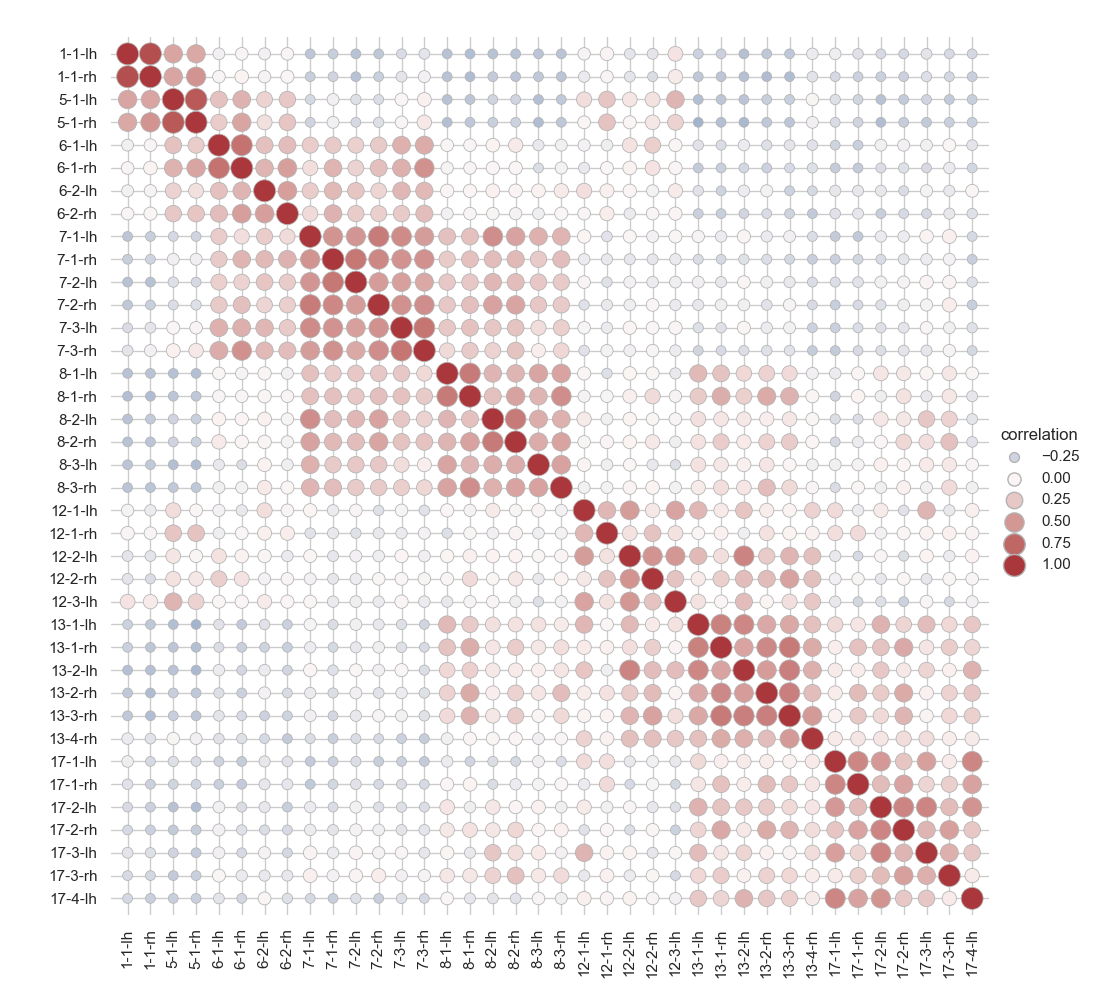 1-1-lh
1-1-rh
5-1-lh
5-1-rh
6-1-lh
6-1-rh
6-2-lh
6-2-rh
7-1-lh
7-1-rh
7-2-lh
7-2-rh
7-3-lh
7-3-rh
8-1-lh
8-1-rh
8-2-lh
8-2-rh
8-3-lh
8-3-rh
12-1-lh
12-1-rh
12-2-lh
12-2-rh
12-3-lh
13-1-lh
13-1-rh
13-2-lh
13-2-rh
13-3-rh
13-4-rh
17-1-lh
17-1-rh
17-2-lh
17-2-rh
17-3-lh
17-3-rh
17-4-lh
1-1-lh
1-1-rh
5-1-lh
5-1-rh
6-1-lh
6-1-rh
6-2-lh
6-2-rh
7-1-lh
7-1-rh
7-2-lh
7-2-rh
7-3-lh
7-3-rh
8-1-lh
8-1-rh
8-2-lh
8-2-rh
8-3-lh
8-3-rh
12-1-lh
12-1-rh
12-2-lh
12-2-rh
12-3-lh
13-1-lh
13-1-rh
13-2-lh
13-2-rh
13-3-rh
13-4-rh
17-1-lh
17-1-rh
17-2-lh
17-2-rh
17-3-lh
17-3-rh
17-4-lh
correlation
−0.25
0.00
0.25
0.50
0.75
1.00